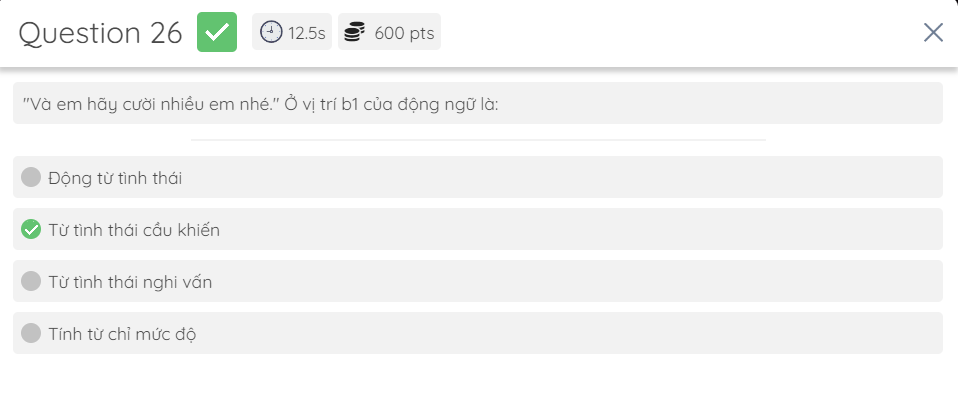 Question 26
12.5s
600 pts
"Và em hãy cười nhiều em nhé." Ở vị trí b1 của động ngữ là:
Động từ tình thái
Từ tình thái cầu khiến
Từ tình thái nghi vấn
Tính từ chỉ mức độ